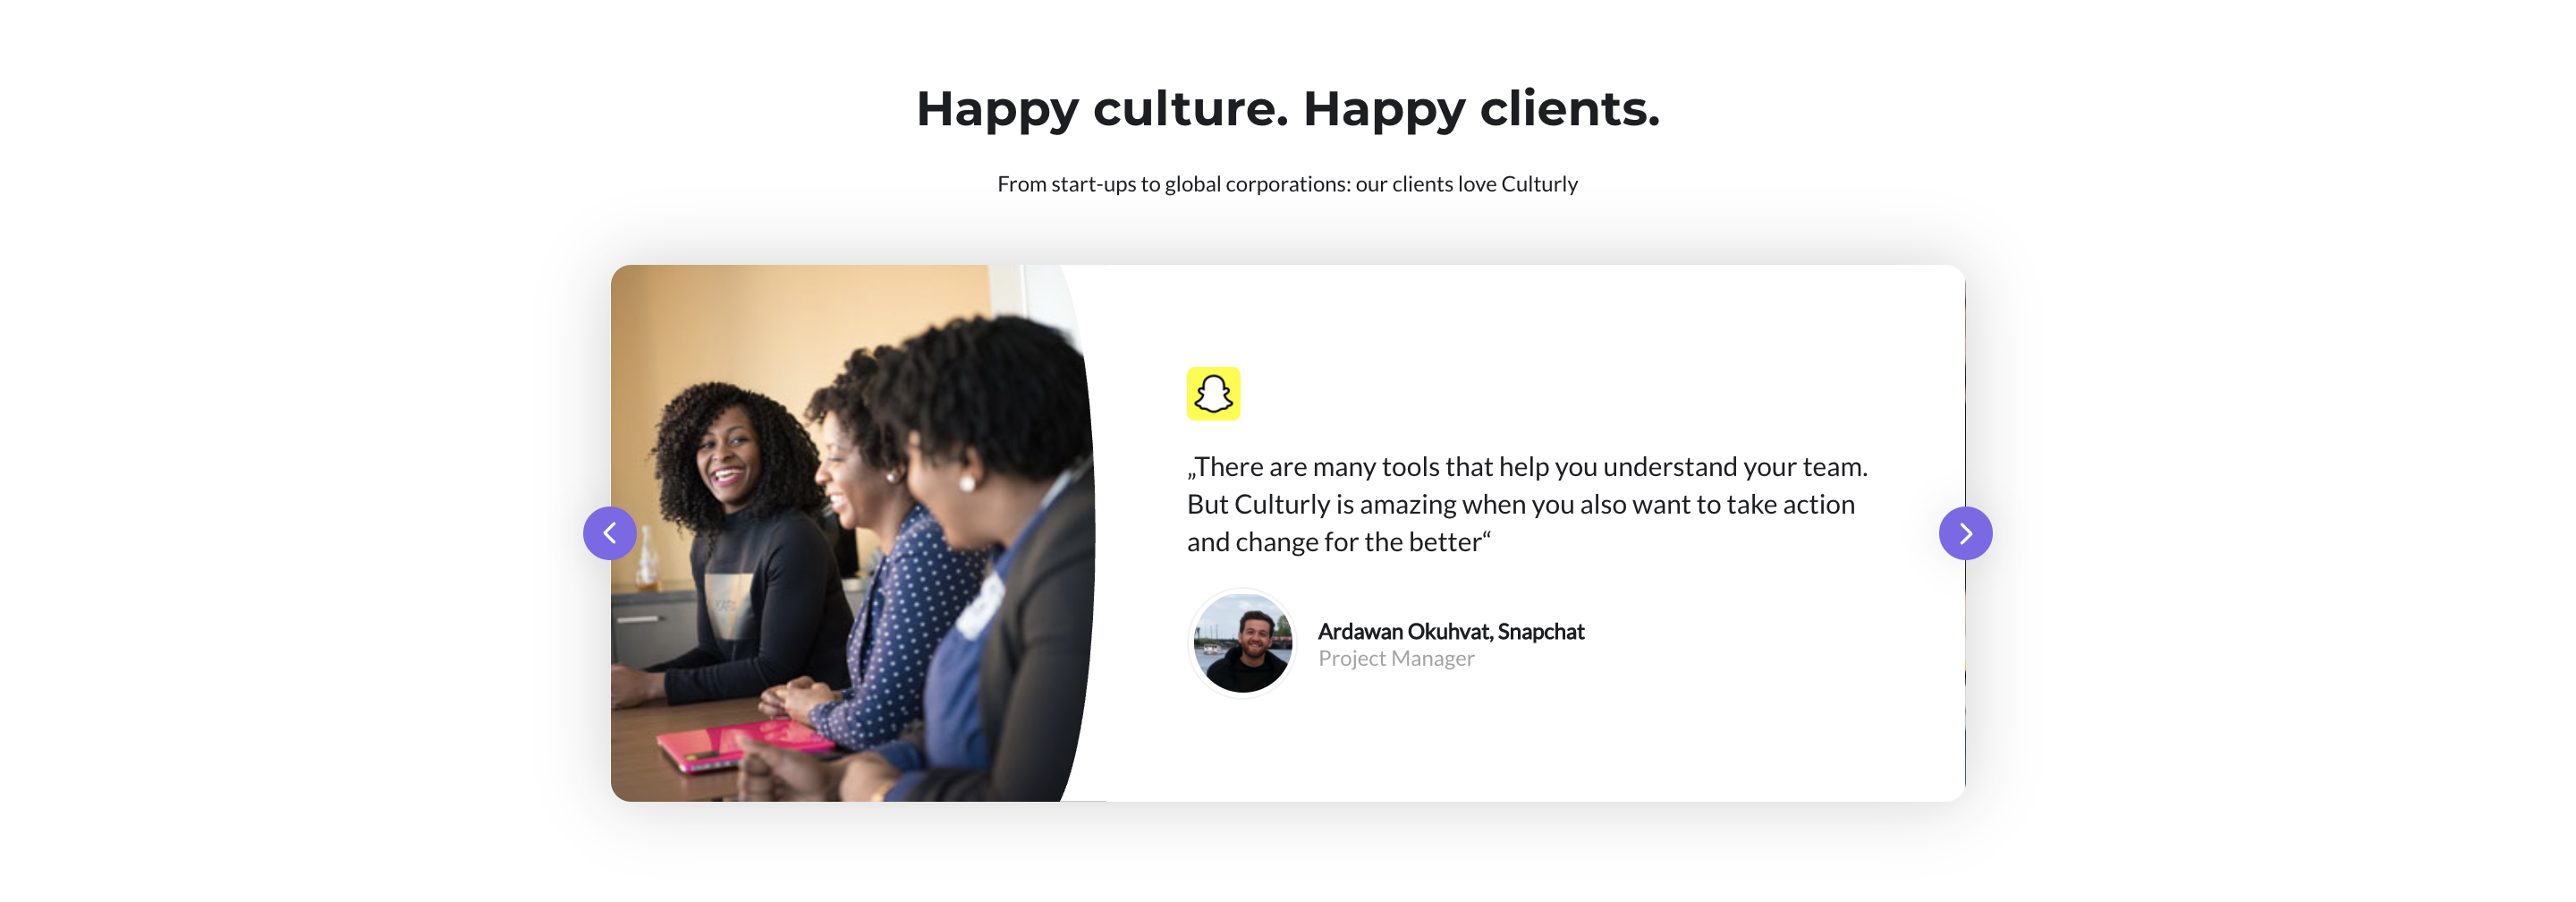 Happy culture. Happy clients.
From start-ups to global corporations: our clients love Culturly
„There are many tools that help you understand your team.
But Culturly is amazing when you also want to take action
and change for the better“
Ardawan Okuhvat, Snapchat
Project Manager